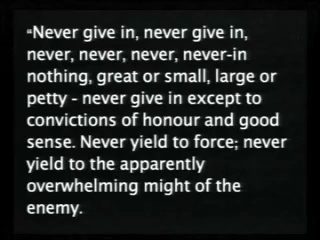 “Never give in, never give in,
never, never, never, never-in
nothing, great or small, large or
petty - never give in except to
convictions of honour and good
sense. Never yield to force; never
yield to the apparently
overwhelming might of the
enemy.